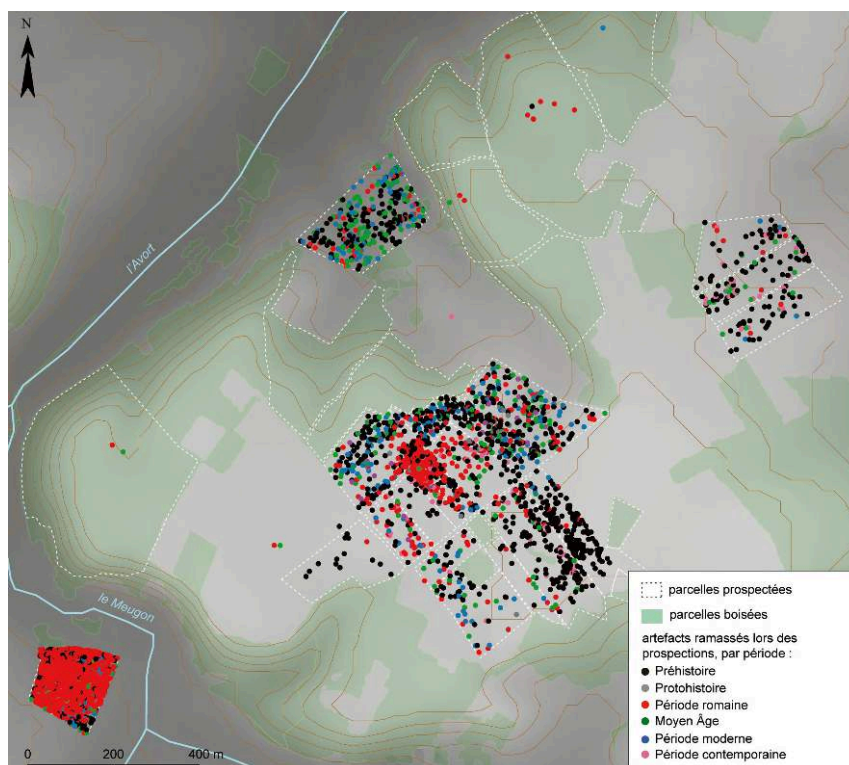 N
l'Avort
le Meugon
parcelles prospectées
parcelles boisées
artefacts ramassés lors des
prospections, par période :
Préhistoire
Protohistoire
Période romaine
Moyen Âge
Période moderne
Période contemporaine
0 200 400 m